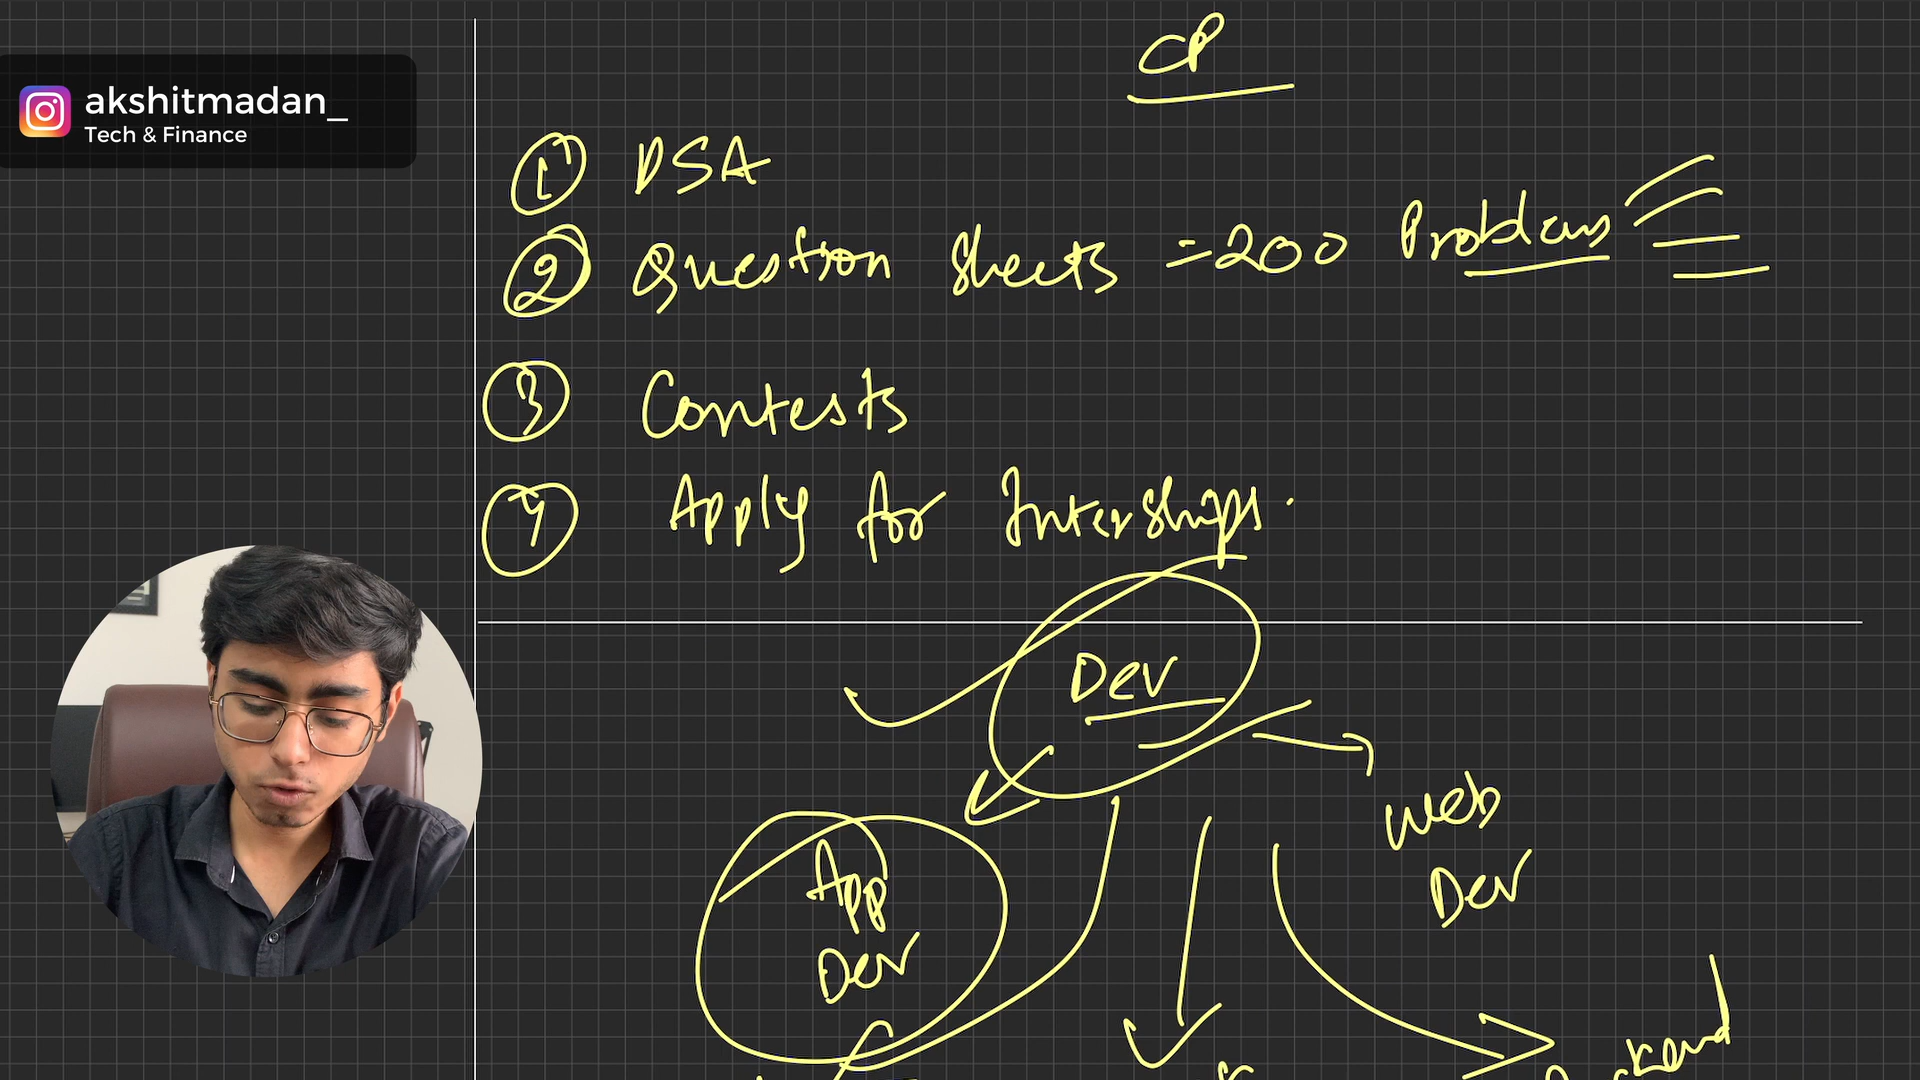 akshitmadan_
Tech & Finance
CP
① DSA
② Question Sheets = 200 Problems
③ Contests
④ Apply for Interships.
Dev
Web
Dev
App
Dev